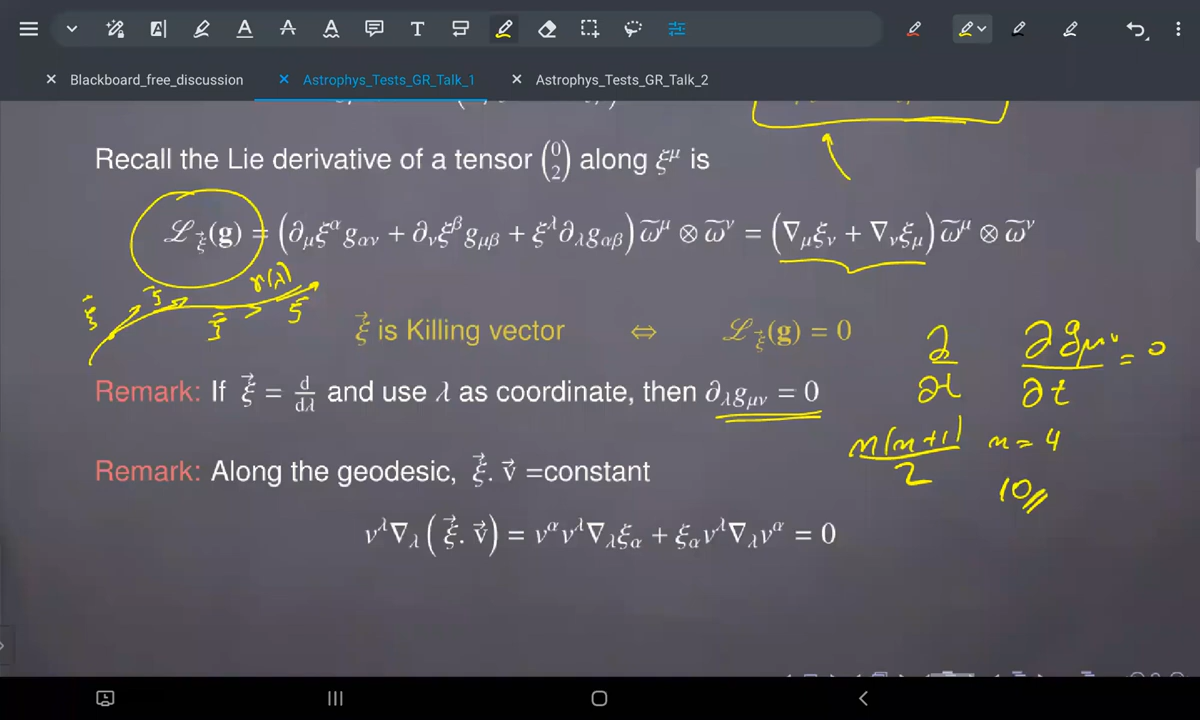 Blackboard_free_discussion Astrophys_Tests_GR_Talk_1 Astrophys_Tests_GR_Talk_2
Recall the Lie derivative of a tensor (0 2) along ξ^μ is
ℒ_ξ⃗(g) = (∂_μξ^α g_αν + ∂_νξ^β g_μβ + ξ^λ∂_λg_αβ) ω̃^μ ⊗ ω̃^ν = (∇_μξ_ν + ∇_νξ_μ) ω̃^μ ⊗ ω̃^ν
γ(λ)
ξ⃗ ξ⃗ ξ⃗ ξ⃗
ξ⃗ is Killing vector ⇔ ℒ_ξ⃗(g) = 0
∂/∂t ∂g_μν/∂t = 0
Remark: If ξ⃗ = d/dλ and use λ as coordinate, then ∂_λg_μν = 0
n(n+1)/2 n = 4
10
Remark: Along the geodesic, ξ⃗. v⃗ =constant
v^λ∇_λ(ξ⃗. v⃗) = v^αv^λ∇_λξ_α + ξ_αv^λ∇_λv^α = 0